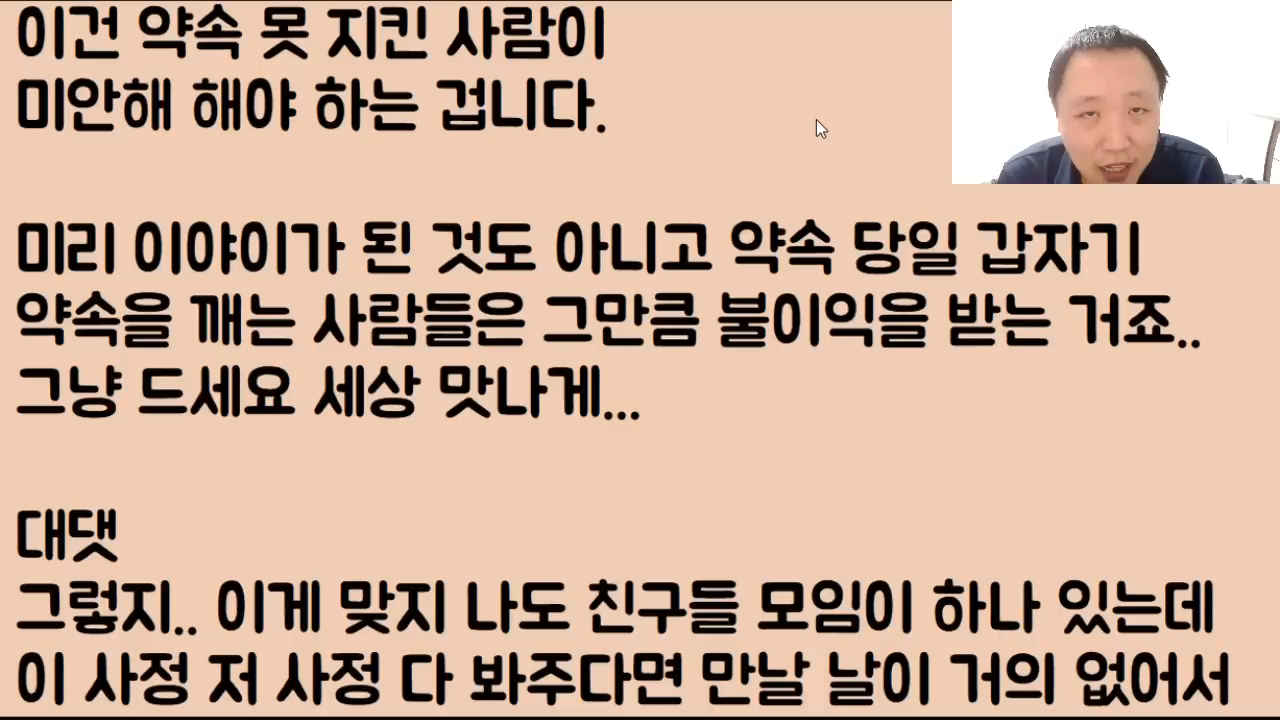 이건 약속 못 지킨 사람이
미안해 해야 하는 겁니다.
미리 이야이가 된 것도 아니고 약속 당일 갑자기
약속을 깨는 사람들은 그만큼 불이익을 받는 거죠..
그냥 드세요 세상 맛나게...
대댓
그렇지.. 이게 맞지 나도 친구들 모임이 하나 있는데
이 사정 저 사정 다 봐주다면 만날 날이 거의 없어서